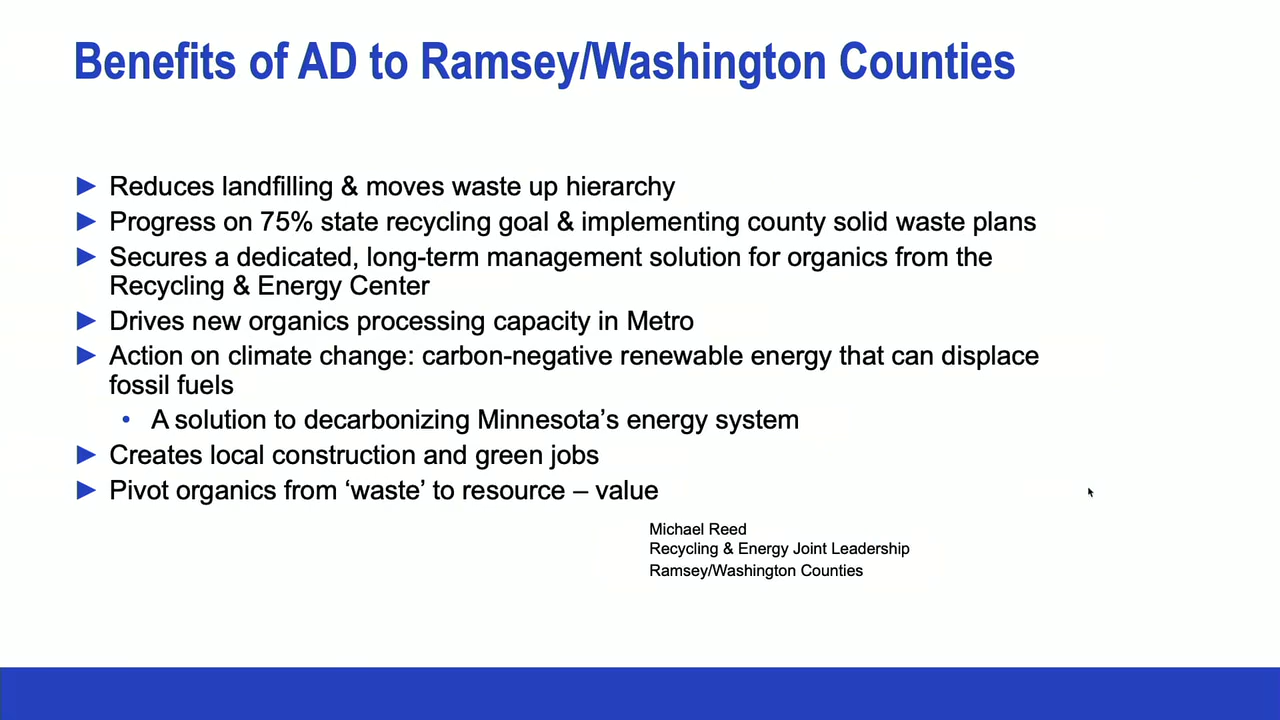 Benefits of AD to Ramsey/Washington Counties
► Reduces landfilling & moves waste up hierarchy
► Progress on 75% state recycling goal & implementing county solid waste plans
► Secures a dedicated, long-term management solution for organics from the
Recycling & Energy Center
► Drives new organics processing capacity in Metro
► Action on climate change: carbon-negative renewable energy that can displace
fossil fuels
• A solution to decarbonizing Minnesota’s energy system
► Creates local construction and green jobs
► Pivot organics from ‘waste’ to resource – value
Michael Reed
Recycling & Energy Joint Leadership
Ramsey/Washington Counties